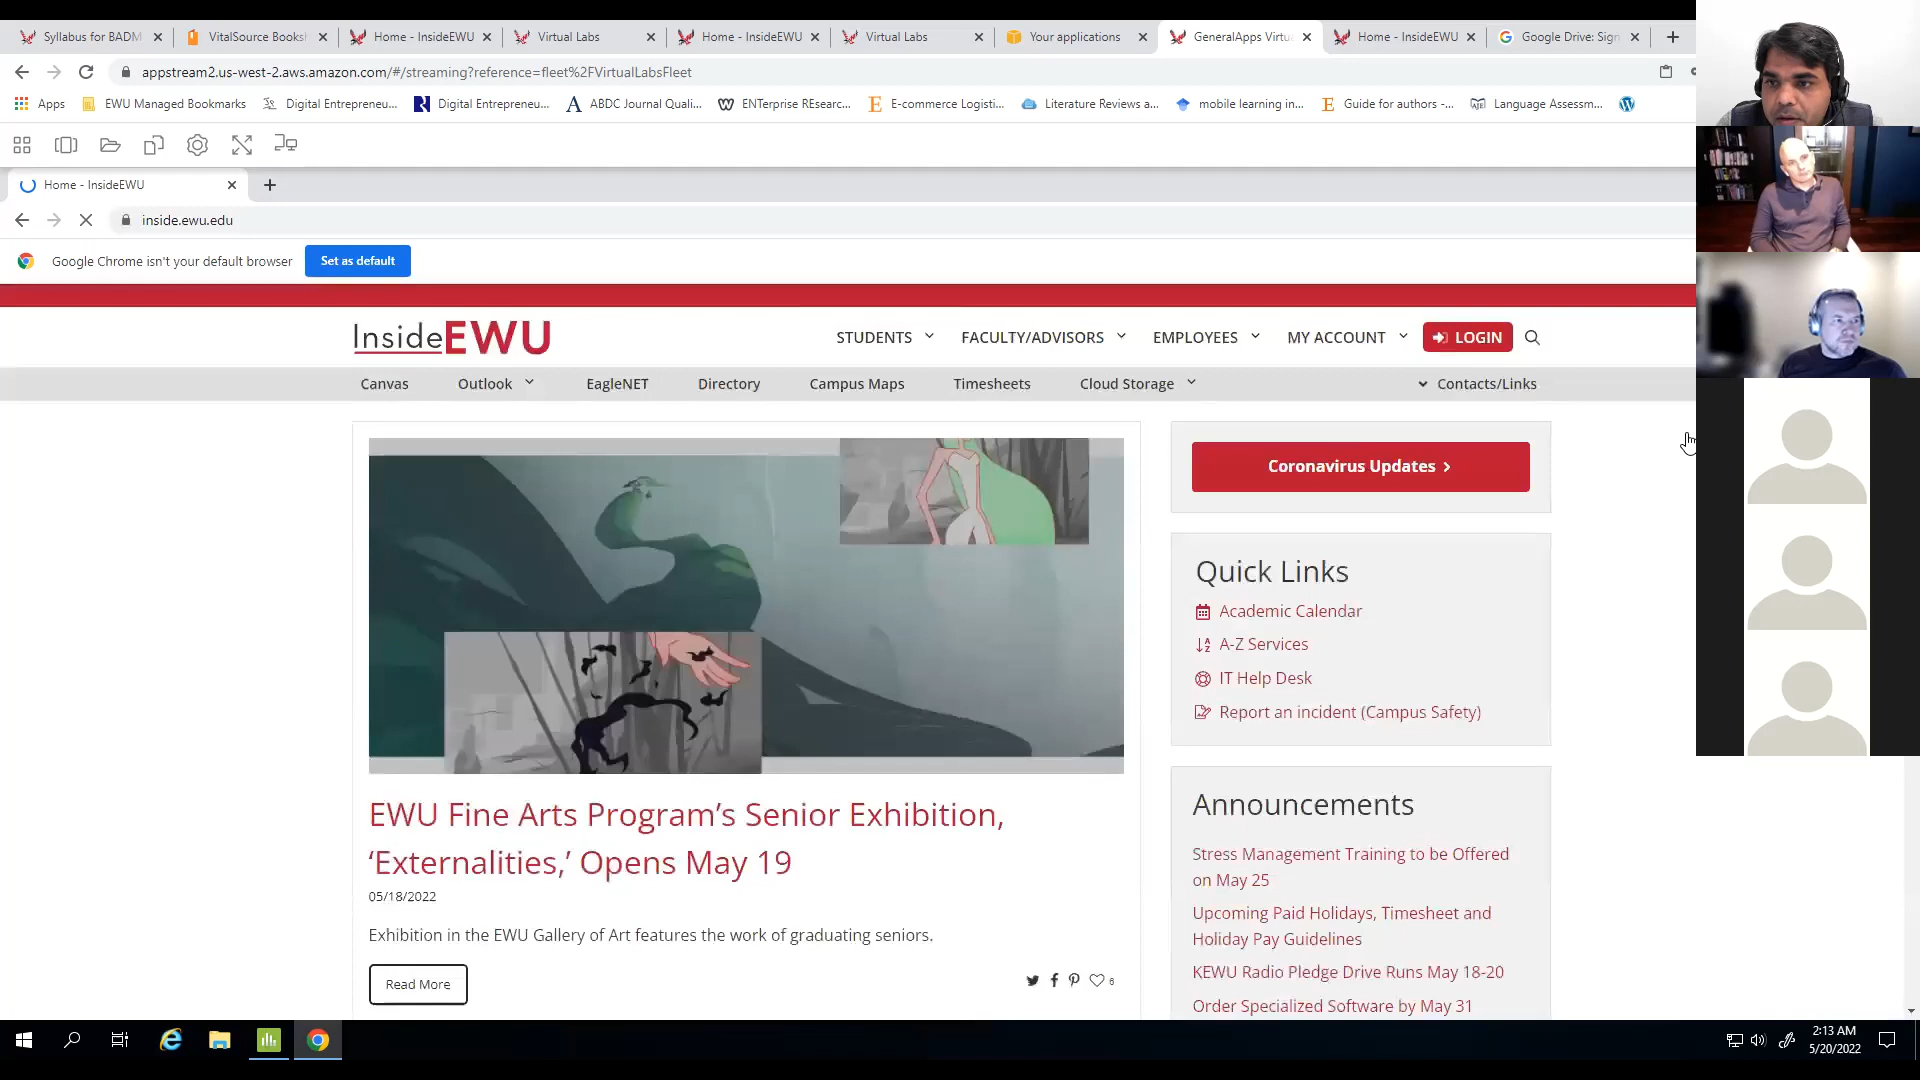 Syllabus for BADM
VitalSource Booksh
Home - InsideEWU
Virtual Labs
Home - InsideEWU
Virtual Labs
Your applications
GeneralApps Virtua
Home - InsideEWU
Google Drive: Sign
appstream2.us-west-2.aws.amazon.com/#/streaming?reference=fleet%2FVirtualLabsFleet
Apps
EWU Managed Bookmarks
Digital Entrepreneu...
Digital Entrepreneu...
ABDC Journal Quali...
ENTerprise REsearc...
E-commerce Logisti...
Literature Reviews a...
mobile learning in...
Guide for authors -...
Language Assessm...
Home - InsideEWU
inside.ewu.edu
Google Chrome isn't your default browser
Set as default
InsideEWU
STUDENTS
FACULTY/ADVISORS
EMPLOYEES
MY ACCOUNT
LOGIN
Canvas
Outlook
EagleNET
Directory
Campus Maps
Timesheets
Cloud Storage
Contacts/Links
Coronavirus Updates
Quick Links
Academic Calendar
A-Z Services
IT Help Desk
Report an incident (Campus Safety)
EWU Fine Arts Program’s Senior Exhibition,
‘Externalities,’ Opens May 19
05/18/2022
Exhibition in the EWU Gallery of Art features the work of graduating seniors.
Read More
6
Announcements
Stress Management Training to be Offered
on May 25
Upcoming Paid Holidays, Timesheet and
Holiday Pay Guidelines
KEWU Radio Pledge Drive Runs May 18-20
Order Specialized Software by May 31
2:13 AM
5/20/2022